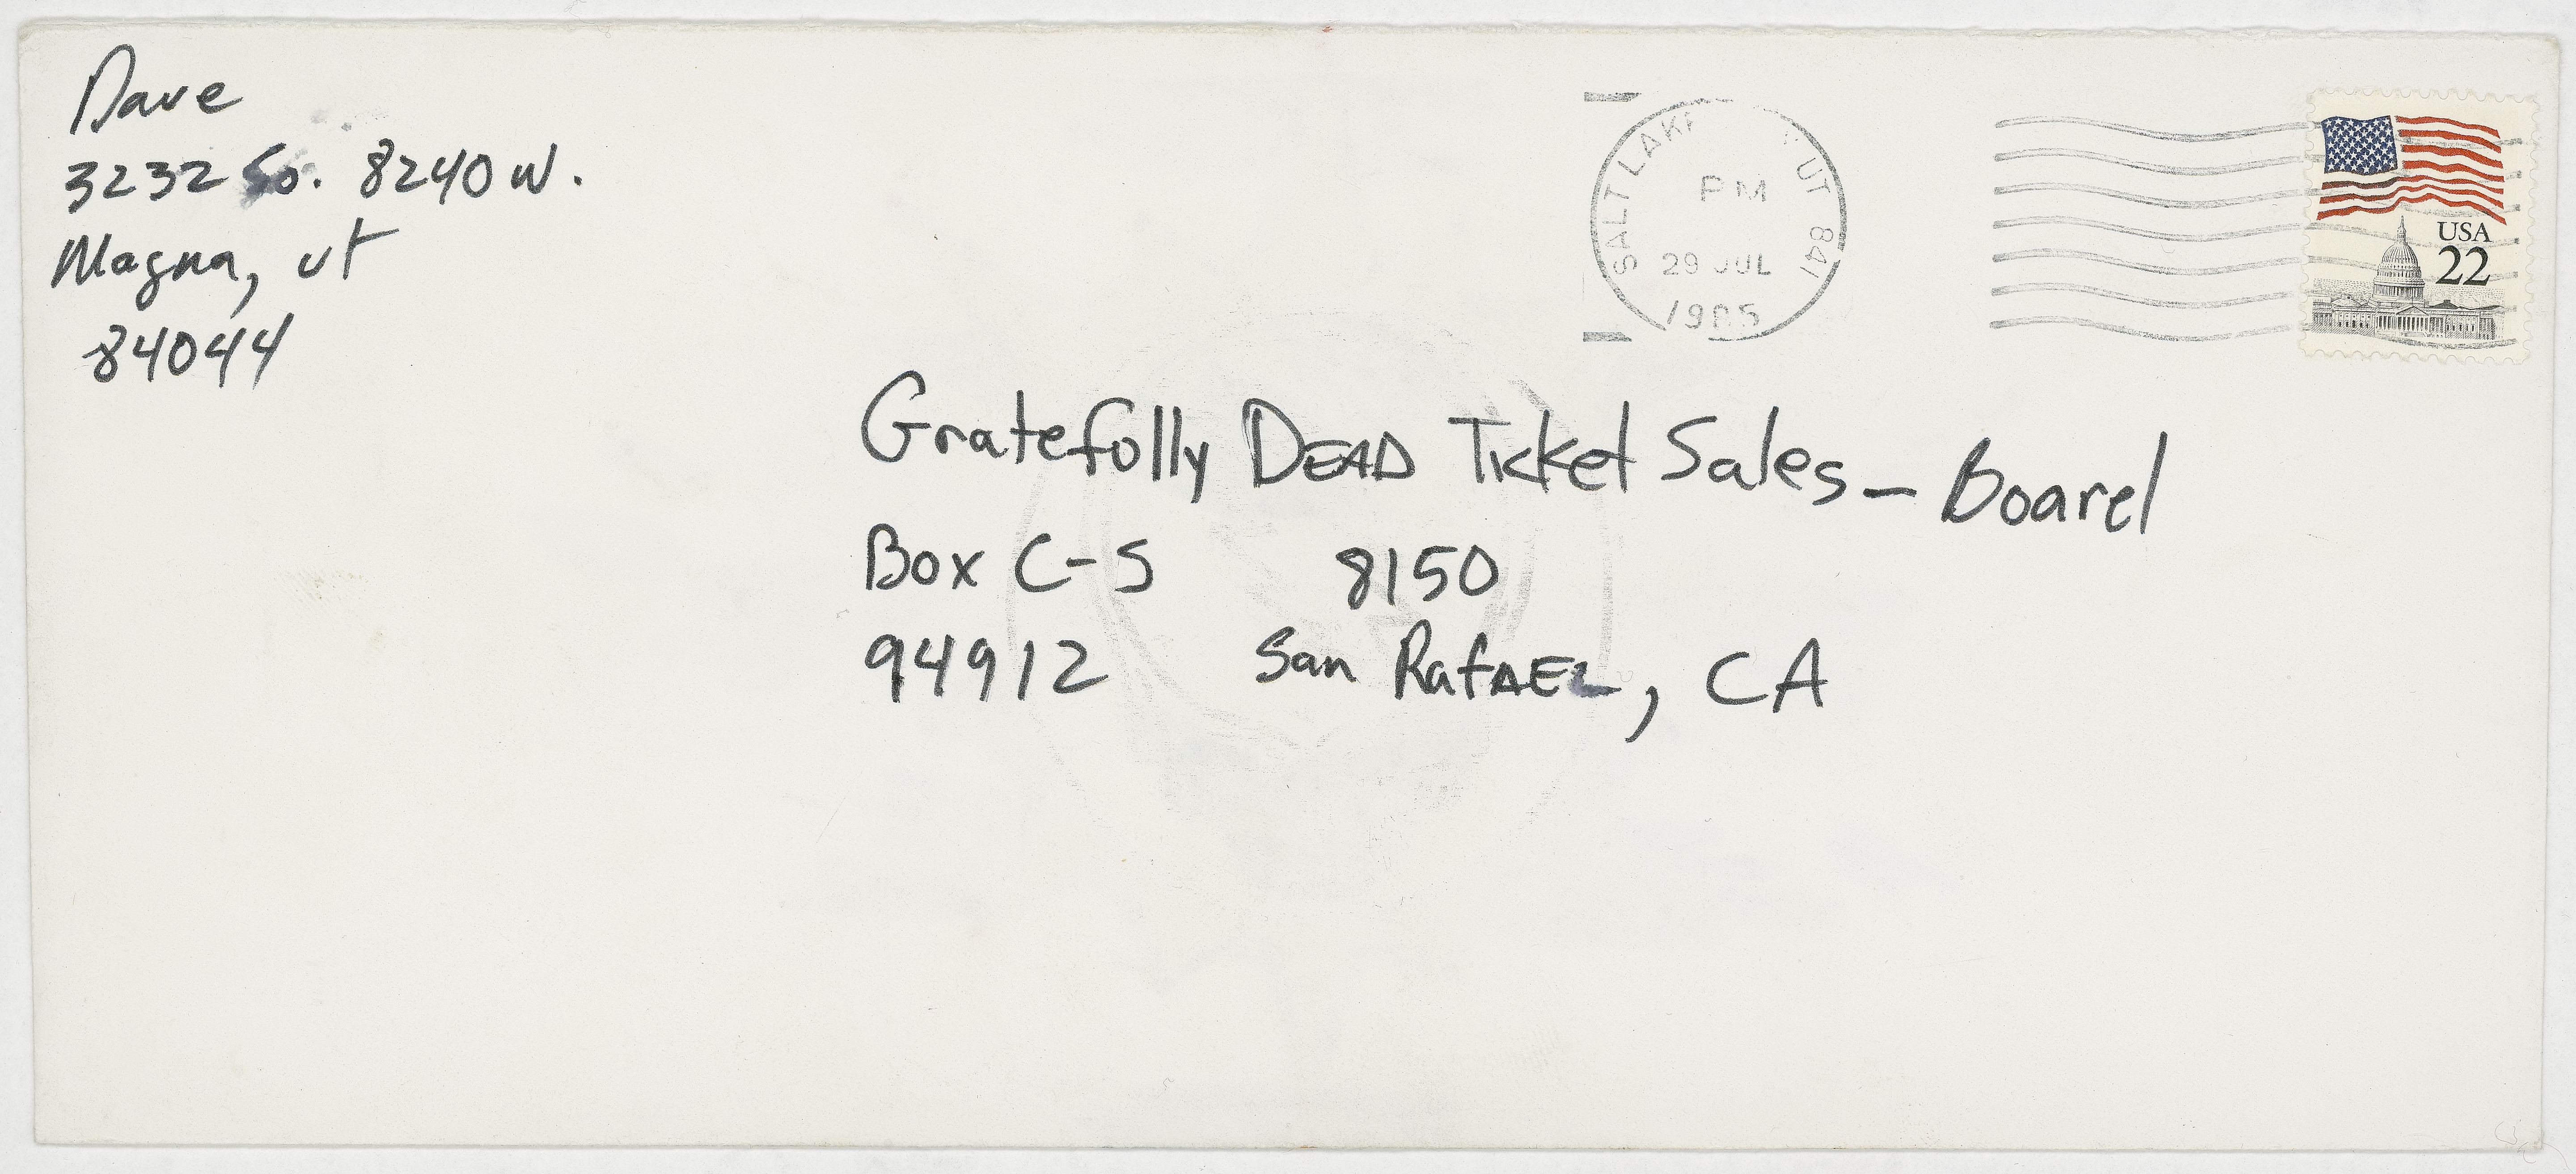 Dave
3232 So. 8240 W.
Magna, ut
84044
SALT LAKE UT 841
PM
29 JUL
1985
USA
22
Gratefolly DEAD Ticket Sales - Board
Box C-S 8150
94912 San RafAEL, CA